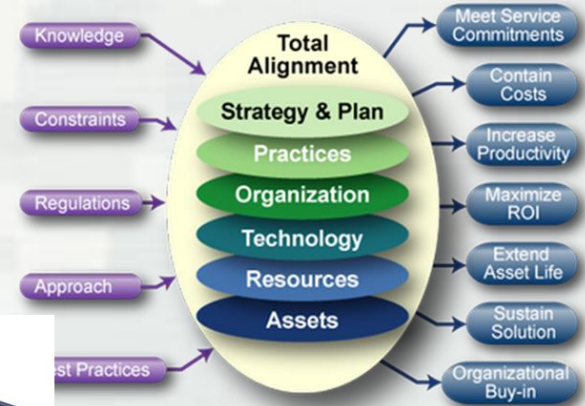 Knowledge
Constraints
Regulations
Approach
est Practices
Total
Alignment
Strategy & Plan
Practices
Organization
Technology
Resources
Assets
Meet Service
Commitments
Contain
Costs
Increase
Productivity
Maximize
ROI
Extend
Asset Life
Sustain
Solution
Organizational
Buy-in